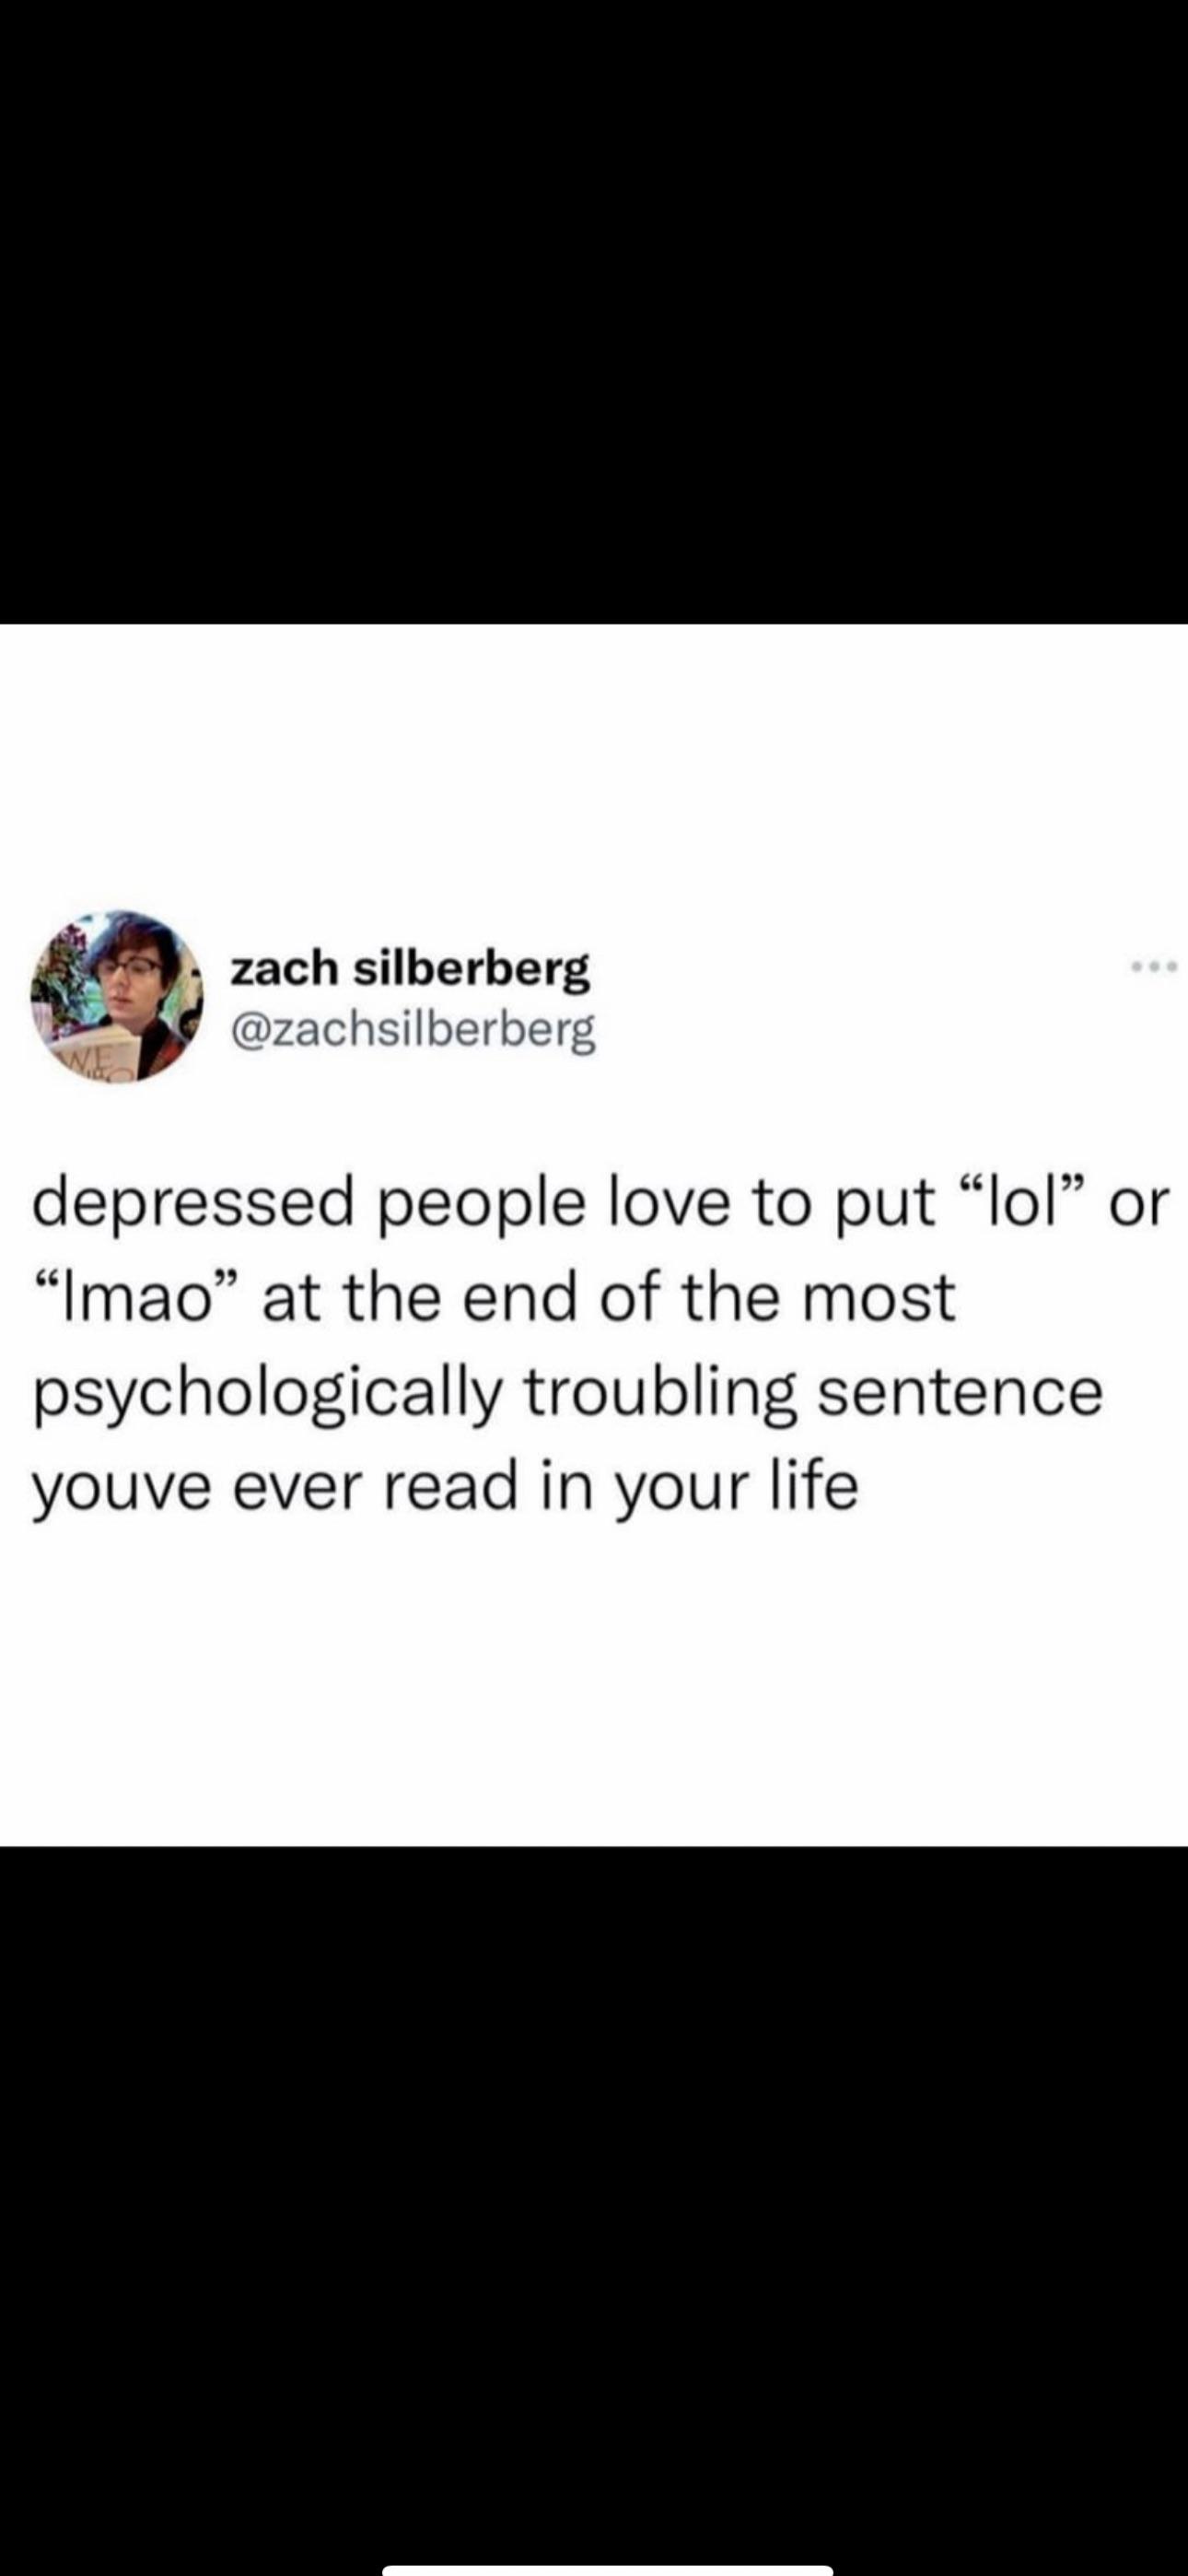 zach silberberg
@zachsilberberg
depressed people love to put “lol” or
“lmao” at the end of the most
psychologically troubling sentence
youve ever read in your life
WE